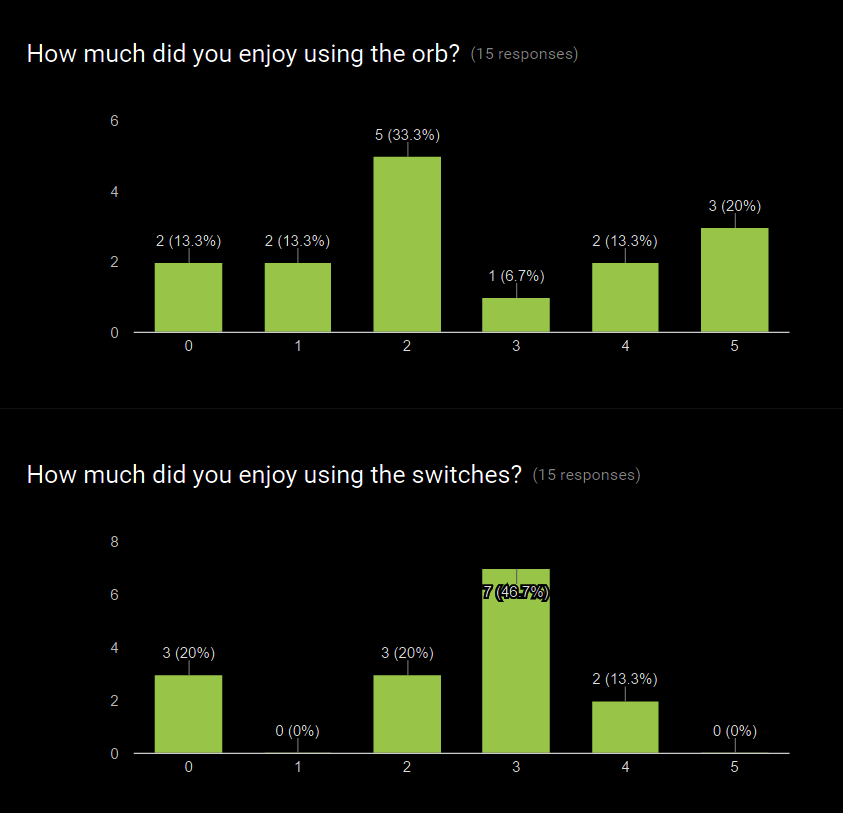 How much did you enjoy using the orb? (15 responses)
6
5 (33.3%)
4
3 (20%)
2 (13.3%) 2 (13.3%) 2 (13.3%)
2
1 (6.7%)
0
0 1 2 3 4 5
How much did you enjoy using the switches? (15 responses)
8
6
7 (46.7%)
4
3 (20%) 3 (20%)
2 (13.3%)
2
0 (0%) 0 (0%)
0
0 1 2 3 4 5